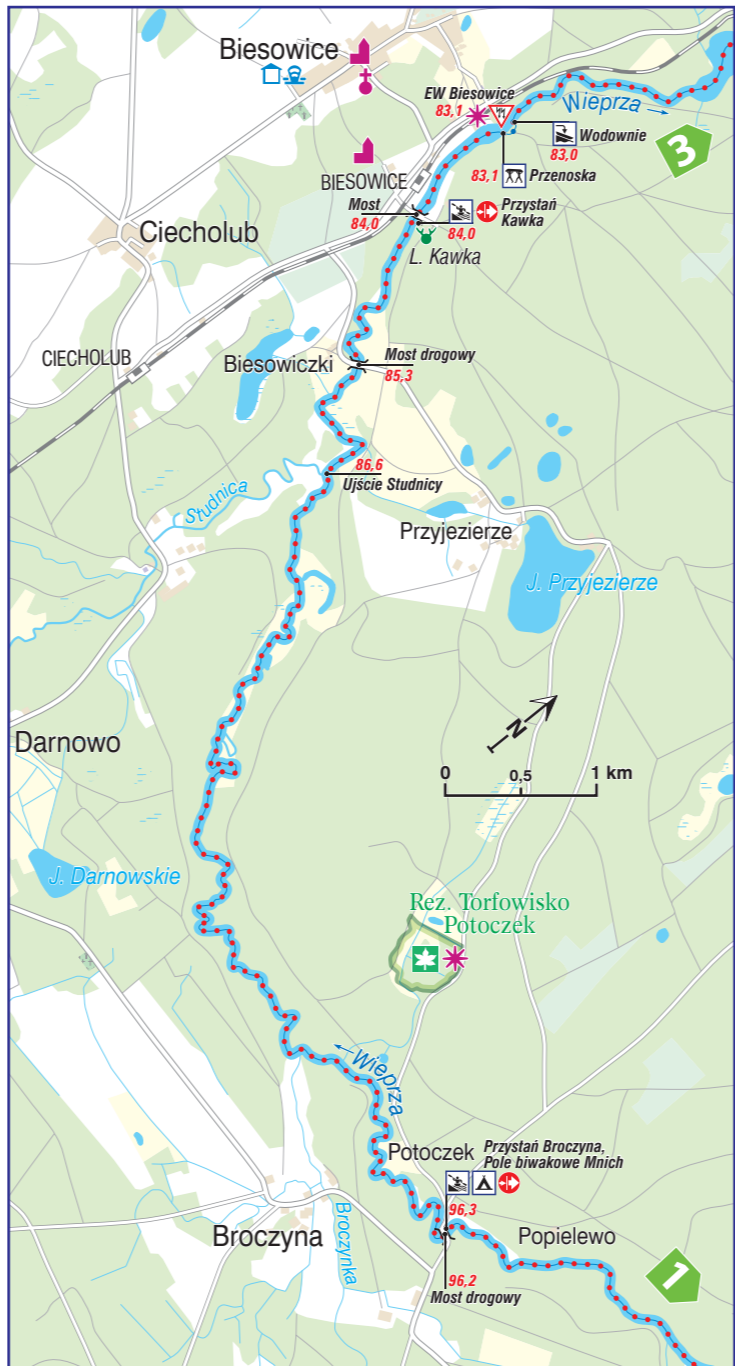 Biesowice
EW Biesowice
83,1
Wieprza
Wodownie
83,0
3
83,1
Przenoska
BIESOWICE
Most
84,0
Przystań
Kawka
84,0
L. Kawka
Ciecholub
CIECHOLUB
Biesowiczki
Most drogowy
85,3
86,6
Ujście Studnicy
Studnica
Przyjezierze
J. Przyjezierze
N
Darnowo
0 0,5 1 km
J. Darnowskie
Rez. Torfowisko
Potoczek
Wieprza
Potoczek
Przystań Broczyna,
Pole biwakowe Mnich
96,3
Broczyna
Broczynka
Popielewo
96,2
Most drogowy
1